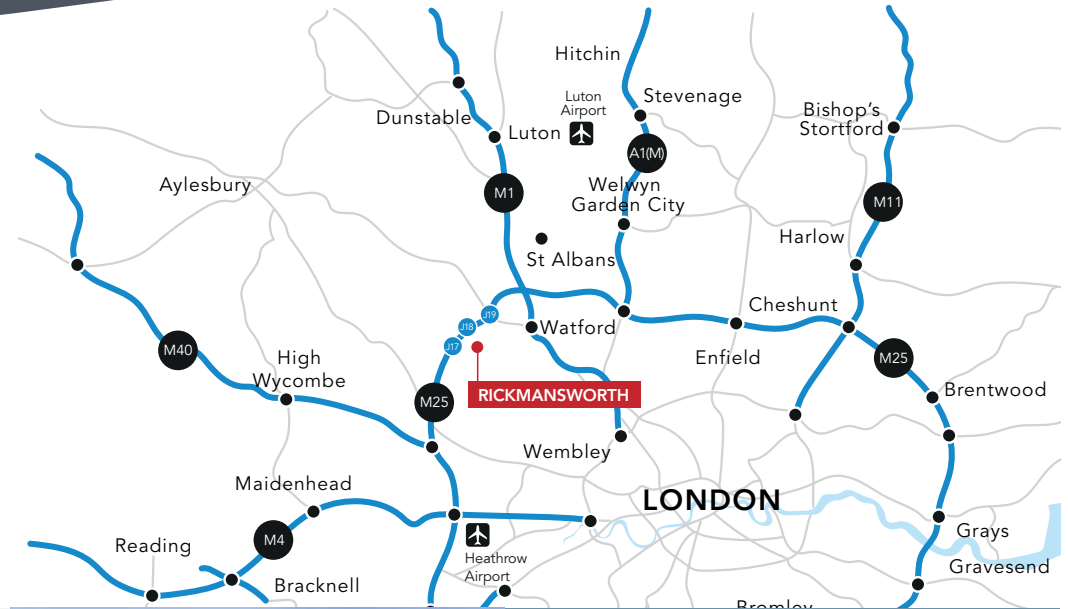 Hitchin
Luton
Airport
Stevenage
Dunstable
Luton
Bishop's
Stortford
A1(M)
Aylesbury
M1
Welwyn
Garden City
M11
Harlow
St Albans
Cheshunt
J19
J18
Watford
J17
M40
High
Wycombe
Enfield
M25
RICKMANSWORTH
M25
Brentwood
Wembley
Maidenhead
LONDON
M4
Grays
Reading
Heathrow
Airport
Gravesend
Bracknell
Bromley